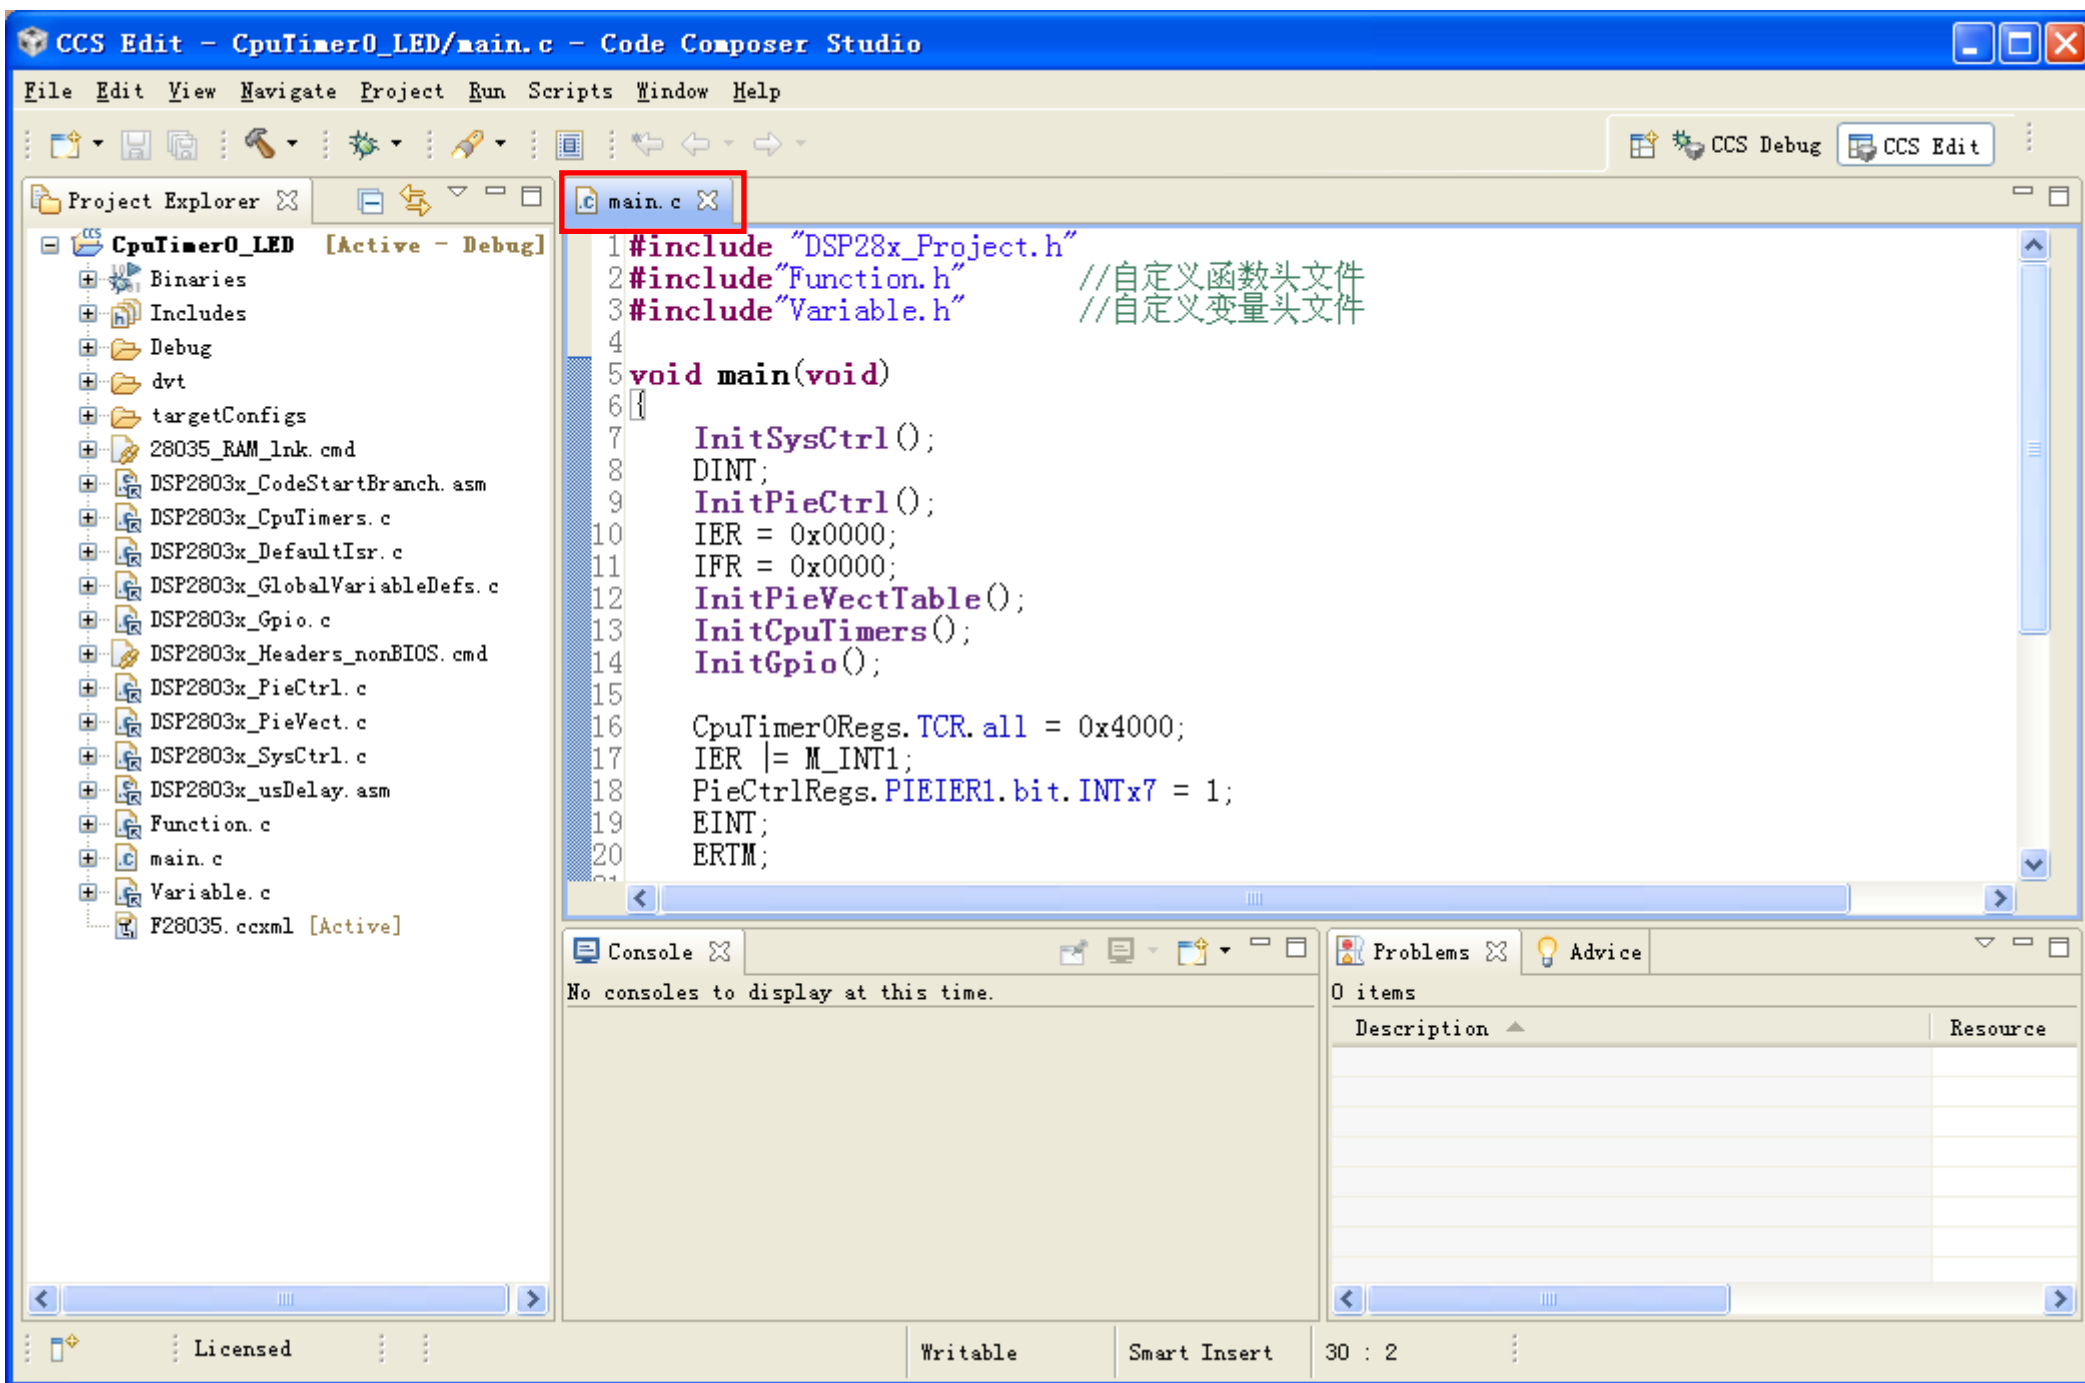 CCS Edit - CpuTimer0_LED/main.c - Code Composer Studio
File Edit View Navigate Project Run Scripts Window Help
CCS Debug CCS Edit
Project Explorer
CpuTimer0_LED [Active - Debug]
Binaries
Includes
Debug
dvt
targetConfigs
28035_RAM_lnk.cmd
DSP2803x_CodeStartBranch.asm
DSP2803x_CpuTimers.c
DSP2803x_DefaultIsr.c
DSP2803x_GlobalVariableDefs.c
DSP2803x_Gpio.c
DSP2803x_Headers_nonBIOS.cmd
DSP2803x_PieCtrl.c
DSP2803x_PieVect.c
DSP2803x_SysCtrl.c
DSP2803x_usDelay.asm
Function.c
main.c
Variable.c
F28035.ccxml [Active]
main.c
1 #include "DSP28x_Project.h"
2 #include"Function.h" //自定义函数头文件
3 #include"Variable.h" //自定义变量头文件
4
5 void main(void)
6 {
7 InitSysCtrl();
8 DINT;
9 InitPieCtrl();
10 IER = 0x0000;
11 IFR = 0x0000;
12 InitPieVectTable();
13 InitCpuTimers();
14 InitGpio();
15
16 CpuTimer0Regs.TCR.all = 0x4000;
17 IER |= M_INT1;
18 PieCtrlRegs.PIEIER1.bit.INTx7 = 1;
19 EINT;
20 ERTM;
Console
No consoles to display at this time.
Problems Advice
0 items
Description Resource
Licensed Writable Smart Insert 30 : 2